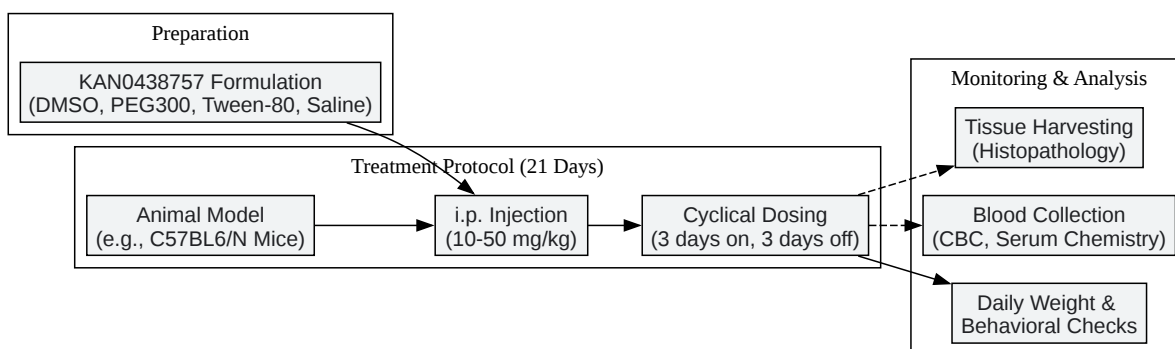 Preparation
KAN0438757 Formulation
(DMSO, PEG300, Tween-80, Saline)
Treatment Protocol (21 Days)
Animal Model
(e.g., C57BL6/N Mice)
i.p. Injection
(10-50 mg/kg)
Cyclical Dosing
(3 days on, 3 days off)
Monitoring & Analysis
Tissue Harvesting
(Histopathology)
Blood Collection
(CBC, Serum Chemistry)
Daily Weight &
Behavioral Checks